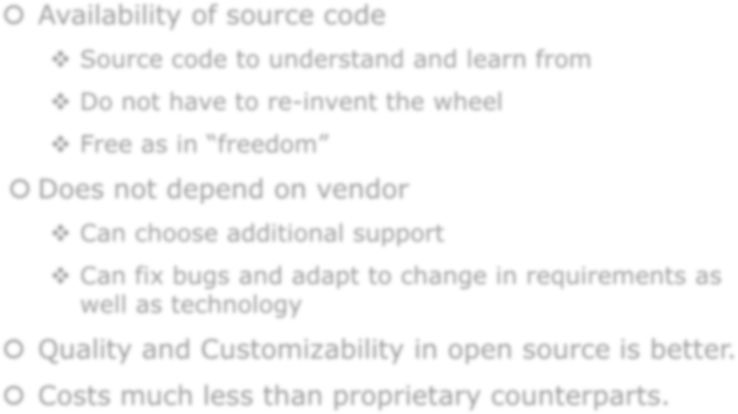 Availability of source code
Source code to understand and learn from
Do not have to re-invent the wheel
Free as in “freedom”
Does not depend on vendor
Can choose additional support
Can fix bugs and adapt to change in requirements as
well as technology
Quality and Customizability in open source is better.
Costs much less than proprietary counterparts.